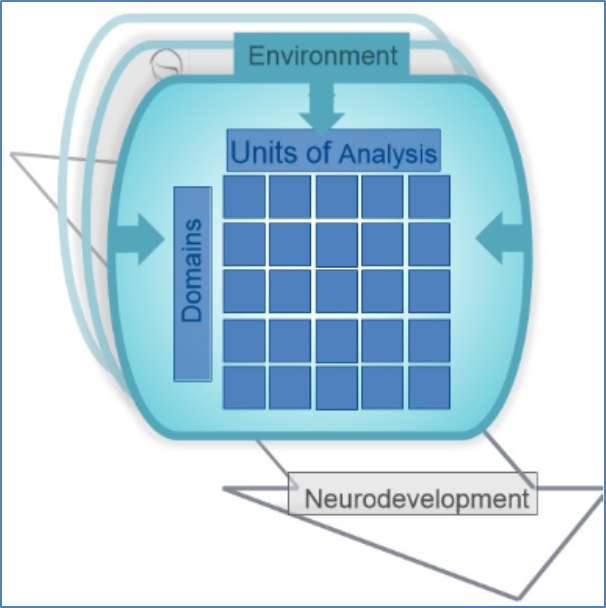 Environment
Units of Analysis
Domains
Neurodevelopment